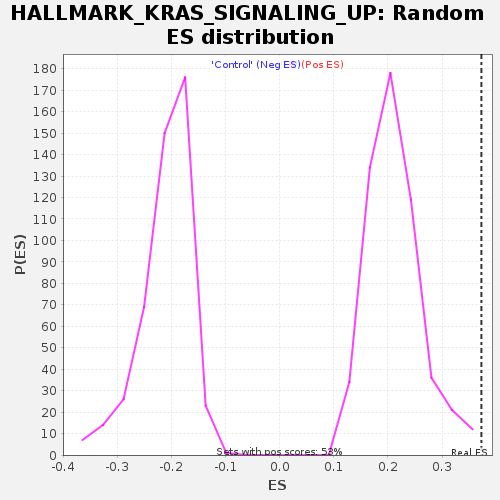 HALLMARK_KRAS_SIGNALING_UP: Random
ES distribution
'Control' (Neg ES)(Pos ES)
180
170
160
150
140
130
120
110
100
90
80
70
60
50
40
30
20
10
0
P(ES)
Sets with pos scores: 53%
Real ES
-0.4 -0.3 -0.2 -0.1 0.0 0.1 0.2 0.3
ES